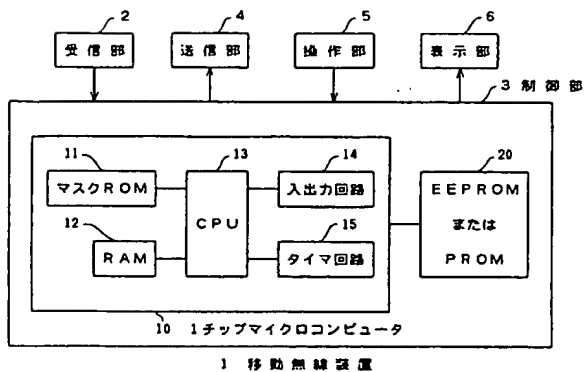 2 4 5 6
受信部 送信部 操作部 表示部
3 制御部
11 13 14 20
マスクROM CPU 入出力回路 EEPROM
または
PROM
12 15
RAM タイマ回路
10 1チップマイクロコンピュータ
1 移動無線装置